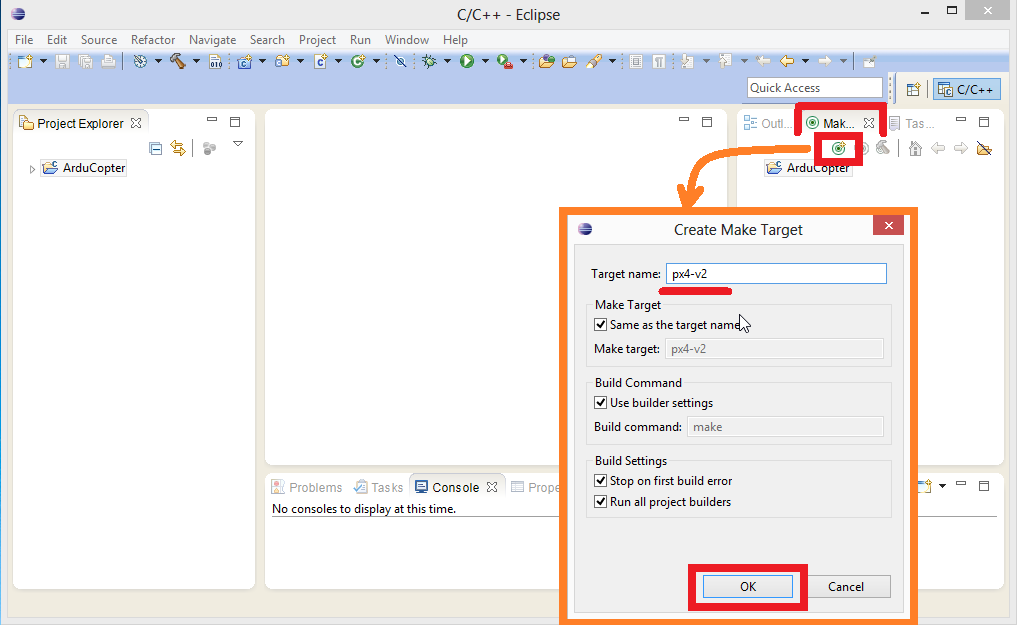 C/C++ - Eclipse
File Edit Source Refactor Navigate Search Project Run Window Help
Quick Access
C/C++
Project Explorer
Outl...
Mak...
Tas...
ArduCopter
ArduCopter
Create Make Target
Target name: px4-v2
Make Target
Same as the target name
Make target: px4-v2
Build Command
Use builder settings
Build command: make
Build Settings
Stop on first build error
Run all project builders
OK
Cancel
Problems Tasks Console Prope
No consoles to display at this time.